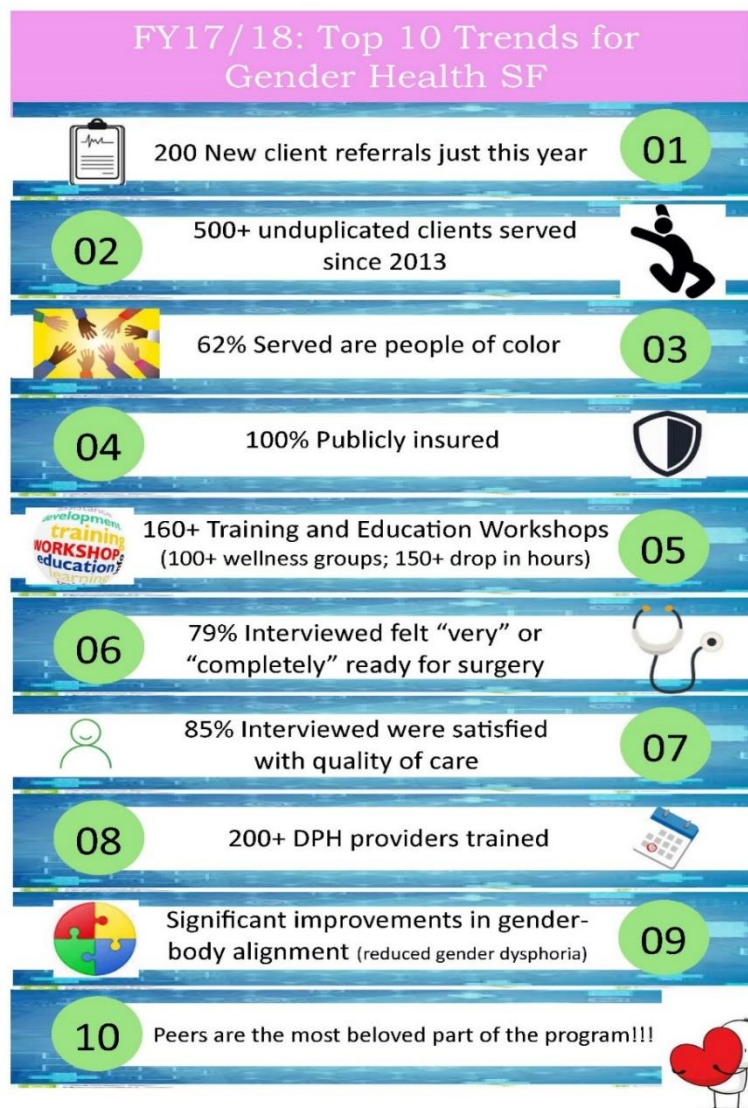 FY17/18: Top 10 Trends for
Gender Health SF
200 New client referrals just this year
01
02
500+ unduplicated clients served
since 2013
62% Served are people of color
03
04
100% Publicly insured
development
training
WORKSHOP
education
learning
160+ Training and Education Workshops
(100+ wellness groups; 150+ drop in hours)
05
06
79% Interviewed felt “very” or
“completely” ready for surgery
85% Interviewed were satisfied
with quality of care
07
08
200+ DPH providers trained
Significant improvements in gender-
body alignment (reduced gender dysphoria)
09
10
Peers are the most beloved part of the program!!!